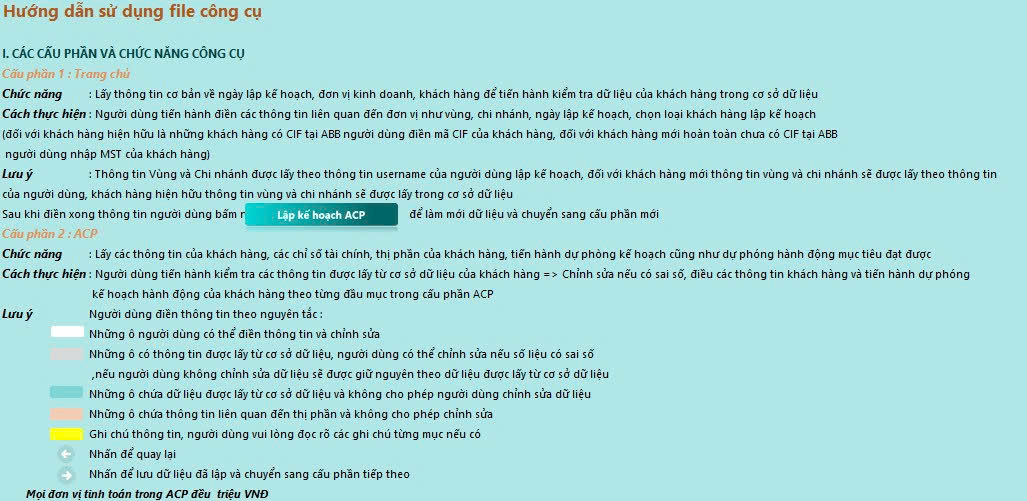 Hướng dẫn sử dụng file công cụ
I. CÁC CẤU PHẦN VÀ CHỨC NĂNG CÔNG CỤ
Cấu phần 1 : Trang chủ
Chức năng : Lấy thông tin cơ bản về ngày lập kế hoạch, đơn vị kinh doanh, khách hàng để tiến hành kiểm tra dữ liệu của khách hàng trong cơ sở dữ liệu
Cách thực hiện : Người dùng tiến hành điền các thông tin liên quan đến đơn vị như vùng, chi nhánh, ngày lập kế hoạch, chọn loại khách hàng lập kế hoạch
(đối với khách hàng hiện hữu là những khách hàng có CIF tại ABB người dùng điền mã CIF của khách hàng, đối với khách hàng mới hoàn toàn chưa có CIF tại ABB
người dùng nhập MST của khách hàng)
Lưu ý : Thông tin Vùng và Chi nhánh được lấy theo thông tin username của người dùng lập kế hoạch, đối với khách hàng mới thông tin vùng và chi nhánh sẽ được lấy theo thông tin
của người dùng, khách hàng hiện hữu thông tin vùng và chi nhánh sẽ được lấy trong cơ sở dữ liệu
Sau khi điền xong thông tin người dùng bấm Lập kế hoạch ACP để làm mới dữ liệu và chuyển sang cấu phần mới
Cấu phần 2 : ACP
Chức năng : Lấy các thông tin của khách hàng, các chỉ số tài chính, thị phần của khách hàng, tiến hành dự phòng kế hoạch cũng như dự phóng hành động mục tiêu đạt được
Cách thực hiện : Người dùng tiến hành kiểm tra các thông tin được lấy từ cơ sở dữ liệu của khách hàng => Chỉnh sửa nếu có sai số, điều các thông tin khách hàng và tiến hành dự phóng
kế hoạch hành động của khách hàng theo từng đầu mục trong cấu phần ACP
Lưu ý Người dùng điền thông tin theo nguyên tắc :
Những ô người dùng có thể điền thông tin và chỉnh sửa
Những ô có thông tin được lấy từ cơ sở dữ liệu, người dùng có thể chỉnh sửa nếu số liệu có sai số
,nếu người dùng không chỉnh sửa dữ liệu sẽ được giữ nguyên theo dữ liệu được lấy từ cơ sở dữ liệu
Những ô chứa dữ liệu được lấy từ cơ sở dữ liệu và không cho phép người dùng chỉnh sửa dữ liệu
Những ô chứa thông tin liên quan đến thị phần và không cho phép chỉnh sửa
Ghi chú thông tin, người dùng vui lòng đọc rõ các ghi chú từng mục nếu có
Nhấn để quay lại
Nhấn để lưu dữ liệu đã lập và chuyển sang cấu phần tiếp theo
Mọi đơn vị tính toán trong ACP đều triệu VNĐ